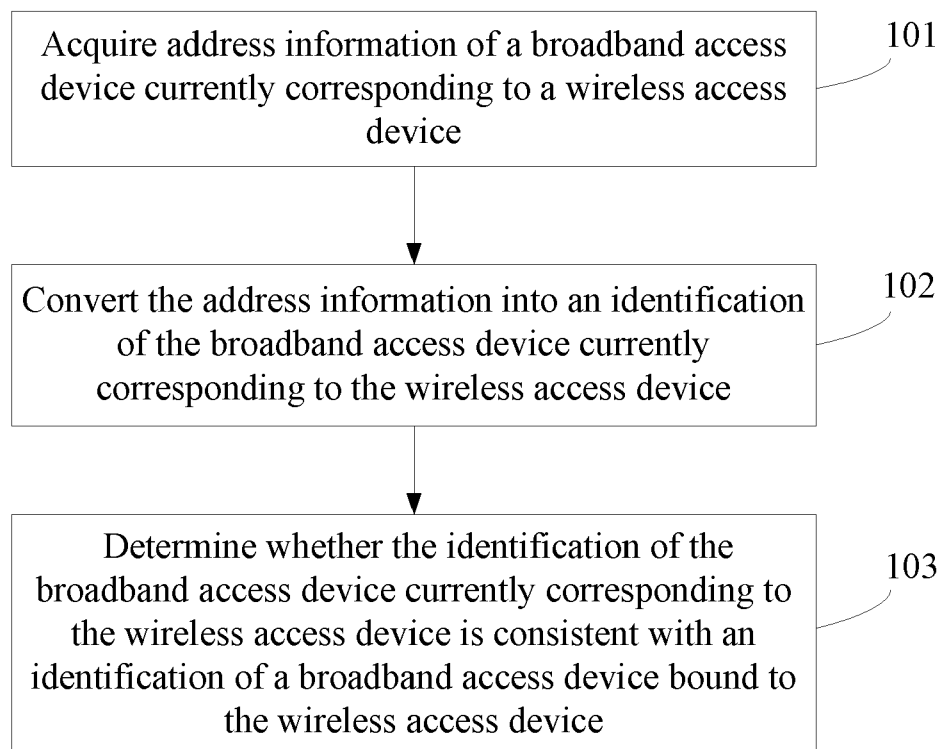 Acquire address information of a broadband access
device currently corresponding to a wireless access
device
101
Convert the address information into an identification
of the broadband access device currently
corresponding to the wireless access device
102
Determine whether the identification of the
broadband access device currently corresponding to
the wireless access device is consistent with an
identification of a broadband access device bound to
the wireless access device
103